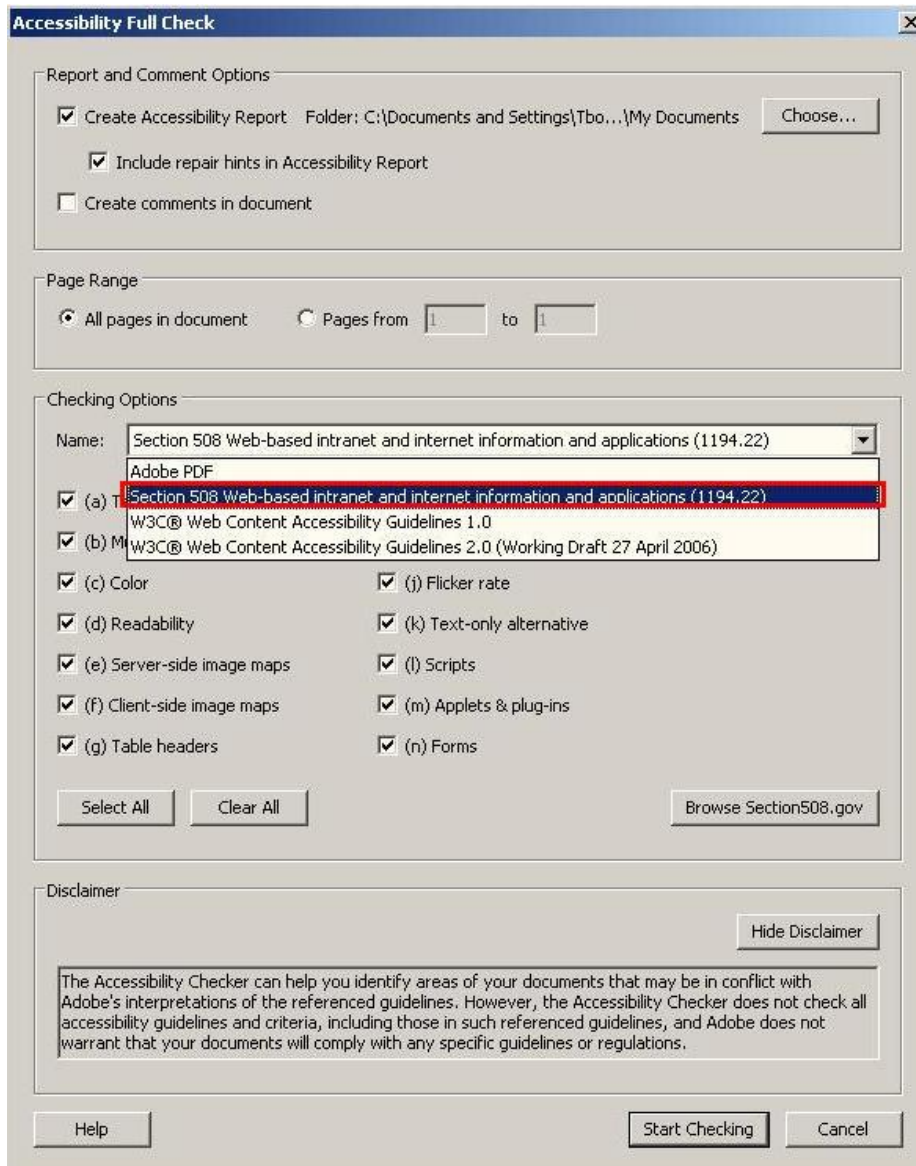 Accessibility Full Check
Report and Comment Options
Create Accessibility Report Folder: C:\Documents and Settings\Tbo...\My Documents Choose...
Include repair hints in Accessibility Report
Create comments in document
Page Range
All pages in document Pages from 1 to 1
Checking Options
Name: Section 508 Web-based intranet and internet information and applications (1194.22)
Adobe PDF
(a) T Section 508 Web-based intranet and internet information and applications (1194.22)
W3C® Web Content Accessibility Guidelines 1.0
(b) M W3C® Web Content Accessibility Guidelines 2.0 (Working Draft 27 April 2006)
(c) Color (j) Flicker rate
(d) Readability (k) Text-only alternative
(e) Server-side image maps (l) Scripts
(f) Client-side image maps (m) Applets & plug-ins
(g) Table headers (n) Forms
Select All Clear All Browse Section508.gov
Disclaimer
Hide Disclaimer
The Accessibility Checker can help you identify areas of your documents that may be in conflict with
Adobe's interpretations of the referenced guidelines. However, the Accessibility Checker does not check all
accessibility guidelines and criteria, including those in such referenced guidelines, and Adobe does not
warrant that your documents will comply with any specific guidelines or regulations.
Help Start Checking Cancel